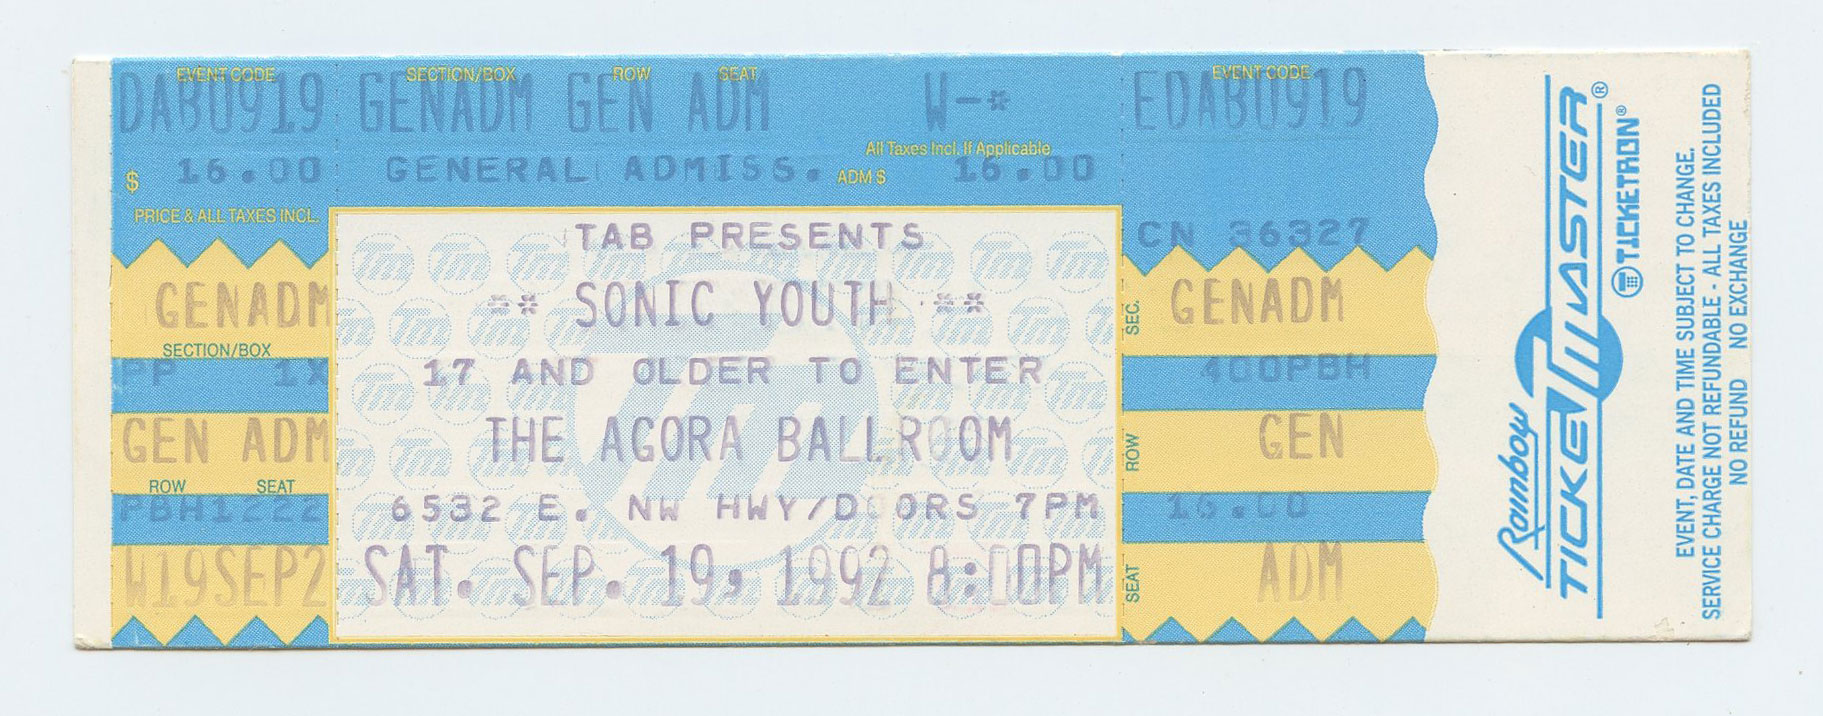 EVENT CODE SECTION/BOX ROW SEAT EVENT CODE
DAB0919 GENADM GEN ADM W-* EDAB0919
All Taxes Incl. If Applicable
$ 16.00 GENERAL ADMISS. ADM $ 16.00
PRICE & ALL TAXES INCL.
GENADM
SECTION/BOX
PP 1X
GEN ADM
ROW SEAT
PBH1222
W19SEP2
TAB PRESENTS
** SONIC YOUTH **
17 AND OLDER TO ENTER
THE AGORA BALLROOM
6532 E. NW HWY/DOORS 7PM
SAT. SEP. 19, 1992 8:00PM
CN 36327
SEC. GENADM
400PBH
ROW GEN
16.00
SEAT ADM
Rainbow
TICKETMASTER®
TICKETRON®
EVENT, DATE AND TIME SUBJECT TO CHANGE.
SERVICE CHARGE NOT REFUNDABLE - ALL TAXES INCLUDED
NO REFUND NO EXCHANGE